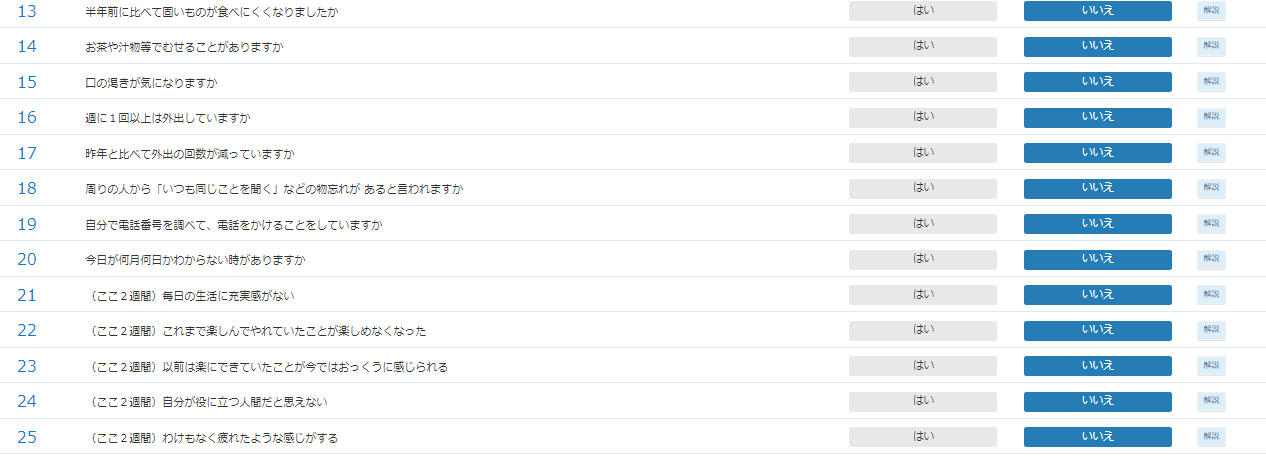 13 半年前に比べて固いものが食べにくくなりましたか はい いいえ 解説
14 お茶や汁物等でむせることがありますか はい いいえ 解説
15 口の渇きが気になりますか はい いいえ 解説
16 週に１回以上は外出していますか はい いいえ 解説
17 昨年と比べて外出の回数が減っていますか はい いいえ 解説
18 周りの人から「いつも同じことを聞く」などの物忘れが あると言われますか はい いいえ 解説
19 自分で電話番号を調べて、電話をかけることをしていますか はい いいえ 解説
20 今日が何月何日かわからない時がありますか はい いいえ 解説
21 （ここ２週間）毎日の生活に充実感がない はい いいえ 解説
22 （ここ２週間）これまで楽しんでやれていたことが楽しめなくなった はい いいえ 解説
23 （ここ２週間）以前は楽にできていたことが今ではおっくうに感じられる はい いいえ 解説
24 （ここ２週間）自分が役に立つ人間だと思えない はい いいえ 解説
25 （ここ２週間）わけもなく疲れたような感じがする はい いいえ 解説